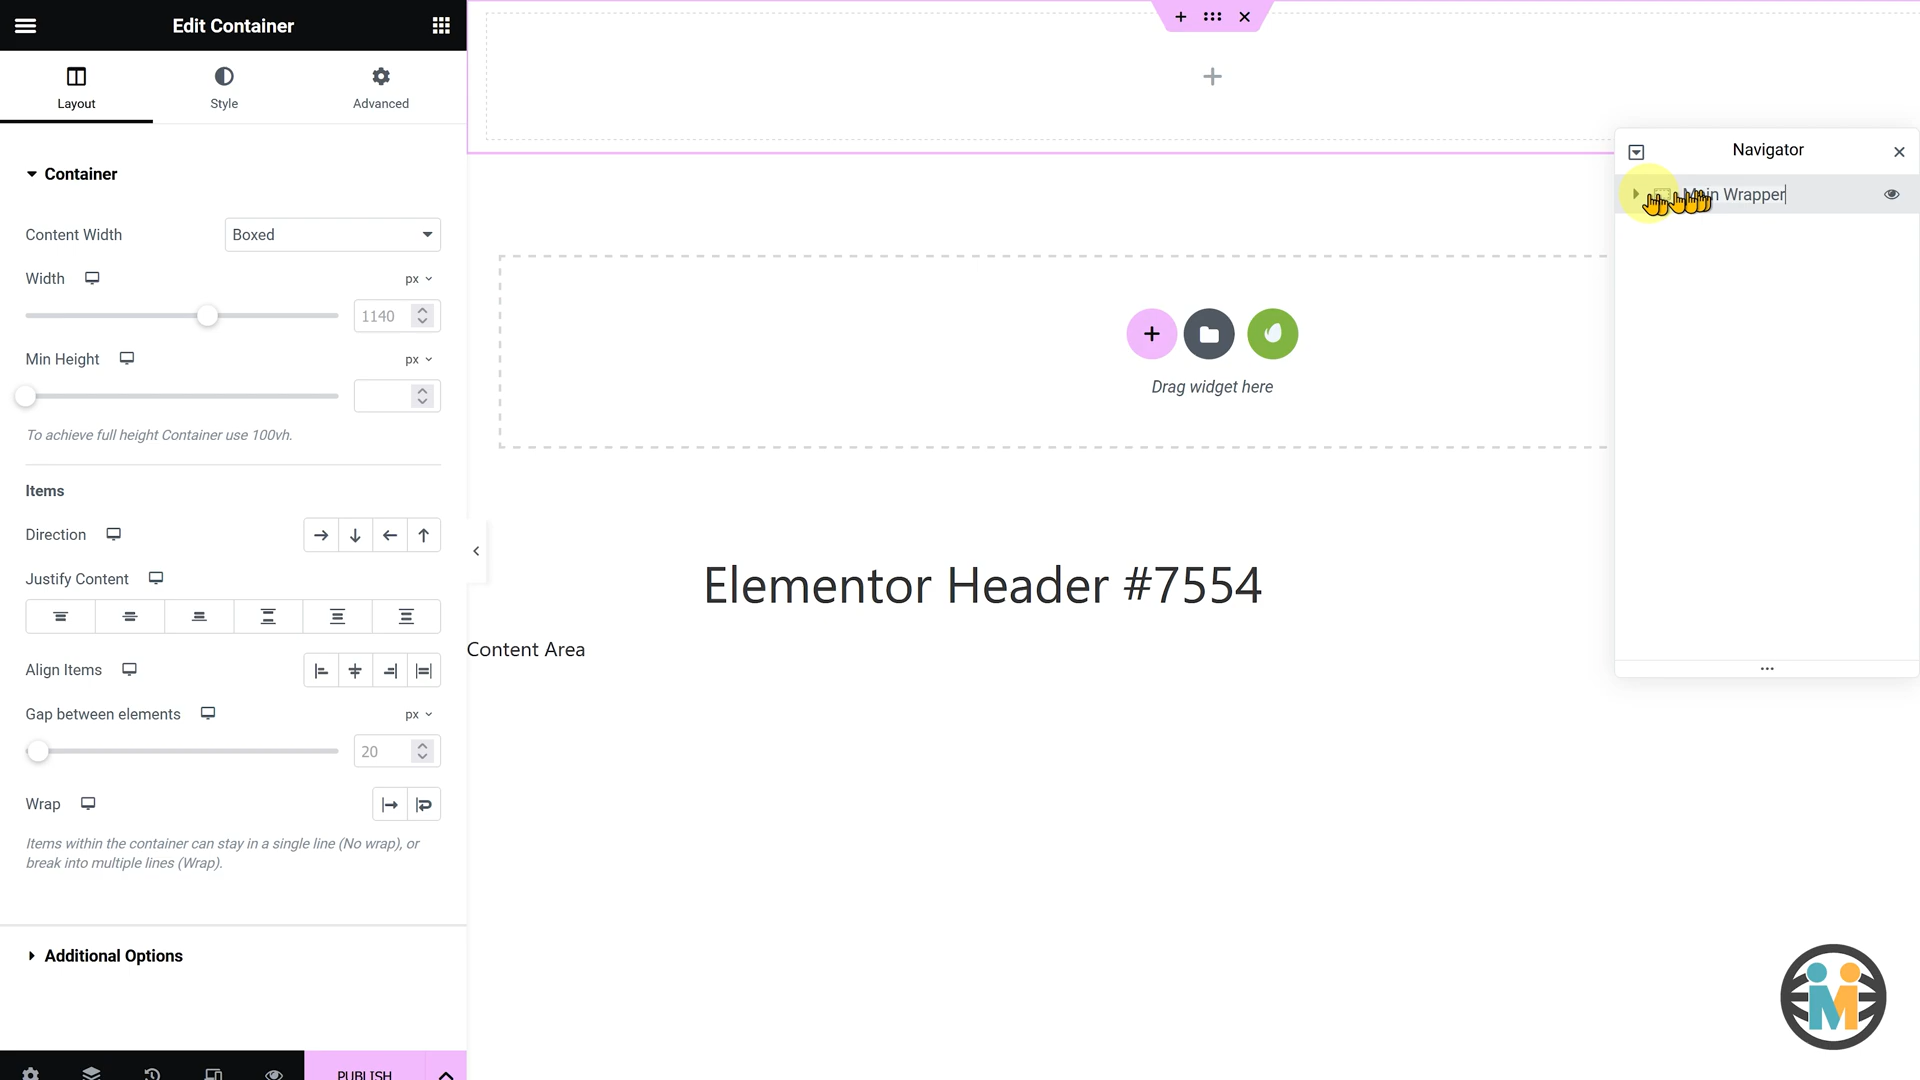 Edit Container
Layout
Style
Advanced
Container
Content Width
Boxed
Width
px
1140
Min Height
px
To achieve full height Container use 100vh.
Items
Direction
Justify Content
Align Items
Gap between elements
px
20
Wrap
Items within the container can stay in a single line (No wrap), or
break into multiple lines (Wrap).
Additional Options
PUBLISH
Drag widget here
Elementor Header #7554
Content Area
Navigator
Main Wrapper